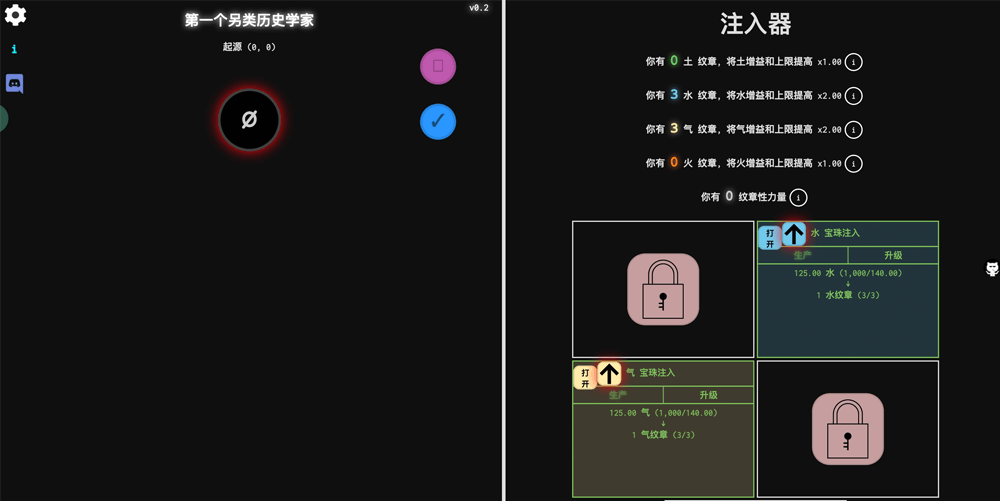 v0.2
第一个另类历史学家
起源 (0, 0)
i
Ø
✓
注入器
你有 0 土 纹章, 将土增益和上限提高 x1.00 i
你有 3 水 纹章, 将水增益和上限提高 x2.00 i
你有 3 气 纹章, 将气增益和上限提高 x2.00 i
你有 0 火 纹章, 将火增益和上限提高 x1.00 i
你有 0 纹章性力量 i
打开 ↑ 水 宝珠注入
生产 升级
125.00 水 (1,000/140.00)
↓
1 水纹章 (3/3)
打开 ↑ 气 宝珠注入
生产 升级
125.00 气 (1,000/140.00)
↓
1 气纹章 (3/3)